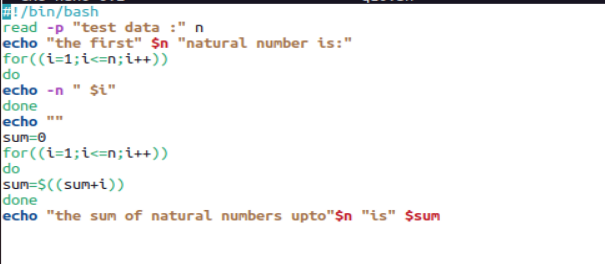 #!/bin/bash
read -p "test data :" n
echo "the first" $n "natural number is:"
for((i=1;i<=n;i++))
do
echo -n " $i"
done
echo ""
sum=0
for((i=1;i<=n;i++))
do
sum=$((sum+i))
done
echo "the sum of natural numbers upto"$n "is" $sum